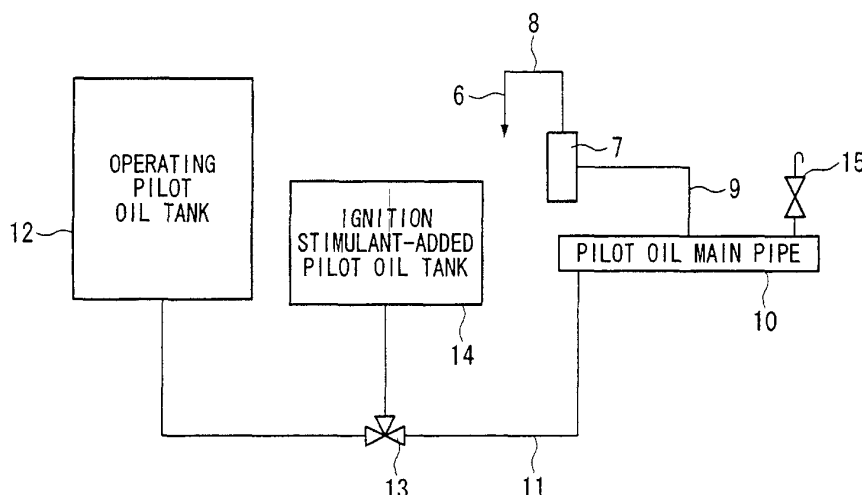 8
6
7
15
9
OPERATING
PILOT
OIL TANK
12
IGNITION
STIMULANT-ADDED
PILOT OIL TANK
14
PILOT OIL MAIN PIPE
10
13
11